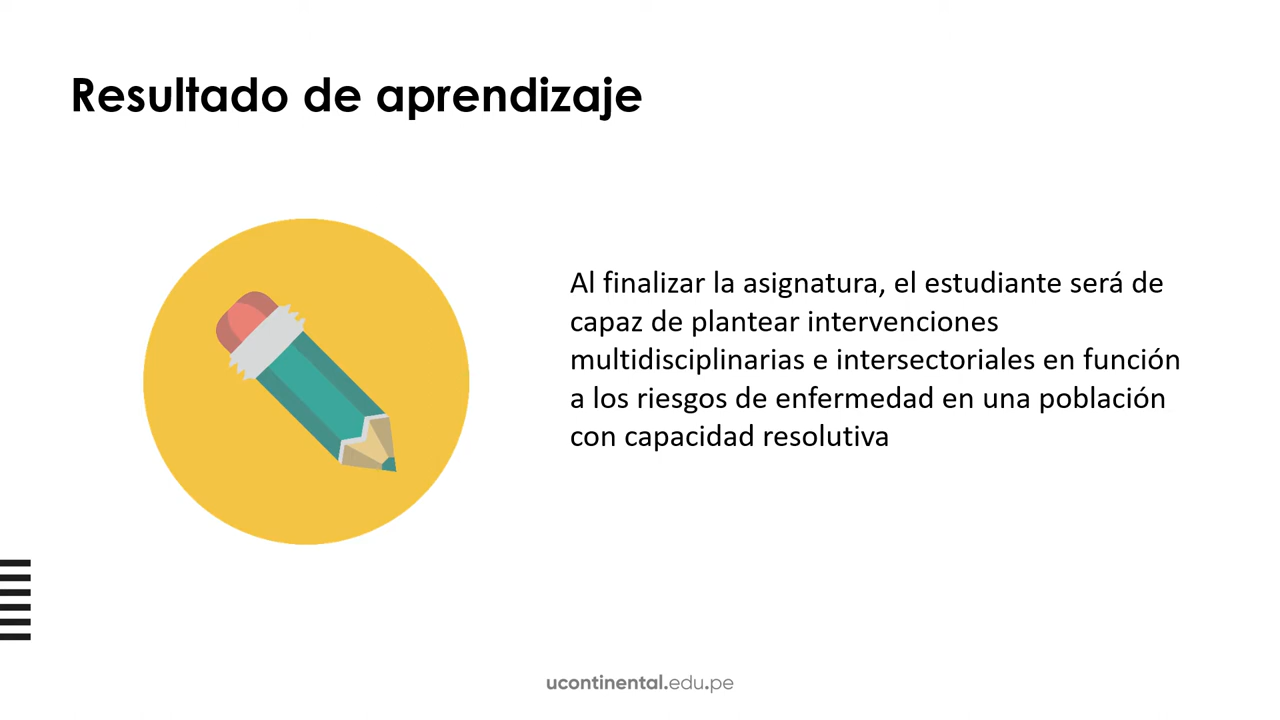 Resultado de aprendizaje
Al finalizar la asignatura, el estudiante será de
capaz de plantear intervenciones
multidisciplinarias e intersectoriales en función
a los riesgos de enfermedad en una población
con capacidad resolutiva
ucontinental.edu.pe